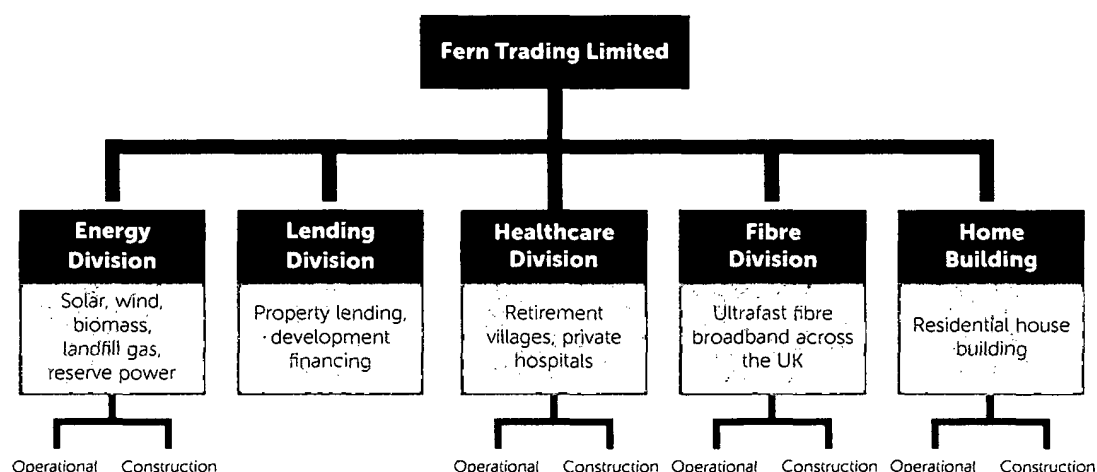 Fern Trading Limited
Energy
Division
Solar, wind,
biomass,
landfill gas,
reserve power
Lending
Division
Property lending,
development
financing
Healthcare
Division
Retirement
villages, private
hospitals
Fibre
Division
Ultrafast fibre
broadband across
the UK
Home
Building
Residential house
building
Operational Construction
Operational Construction
Operational Construction
Operational Construction